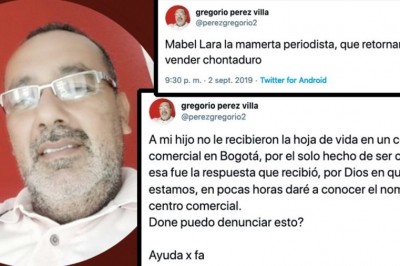 gregorio perez villa
@perezgregorio2
Mabel Lara la mamerta periodista, que
vender chontaduro
9:30 p. m. · 2 sept. 2019 · Twitter for Android
gregorio perez villa
@perezgregorio2
A mi hijo no le recibieron la hoja de vida en un
comercial en Bogotá, por el solo hecho de ser
esa fue la respuesta que recibió, por Dios en
estamos, en pocas horas daré a conocer el
centro comercial.
Done puedo denunciar esto?
Ayuda x fa